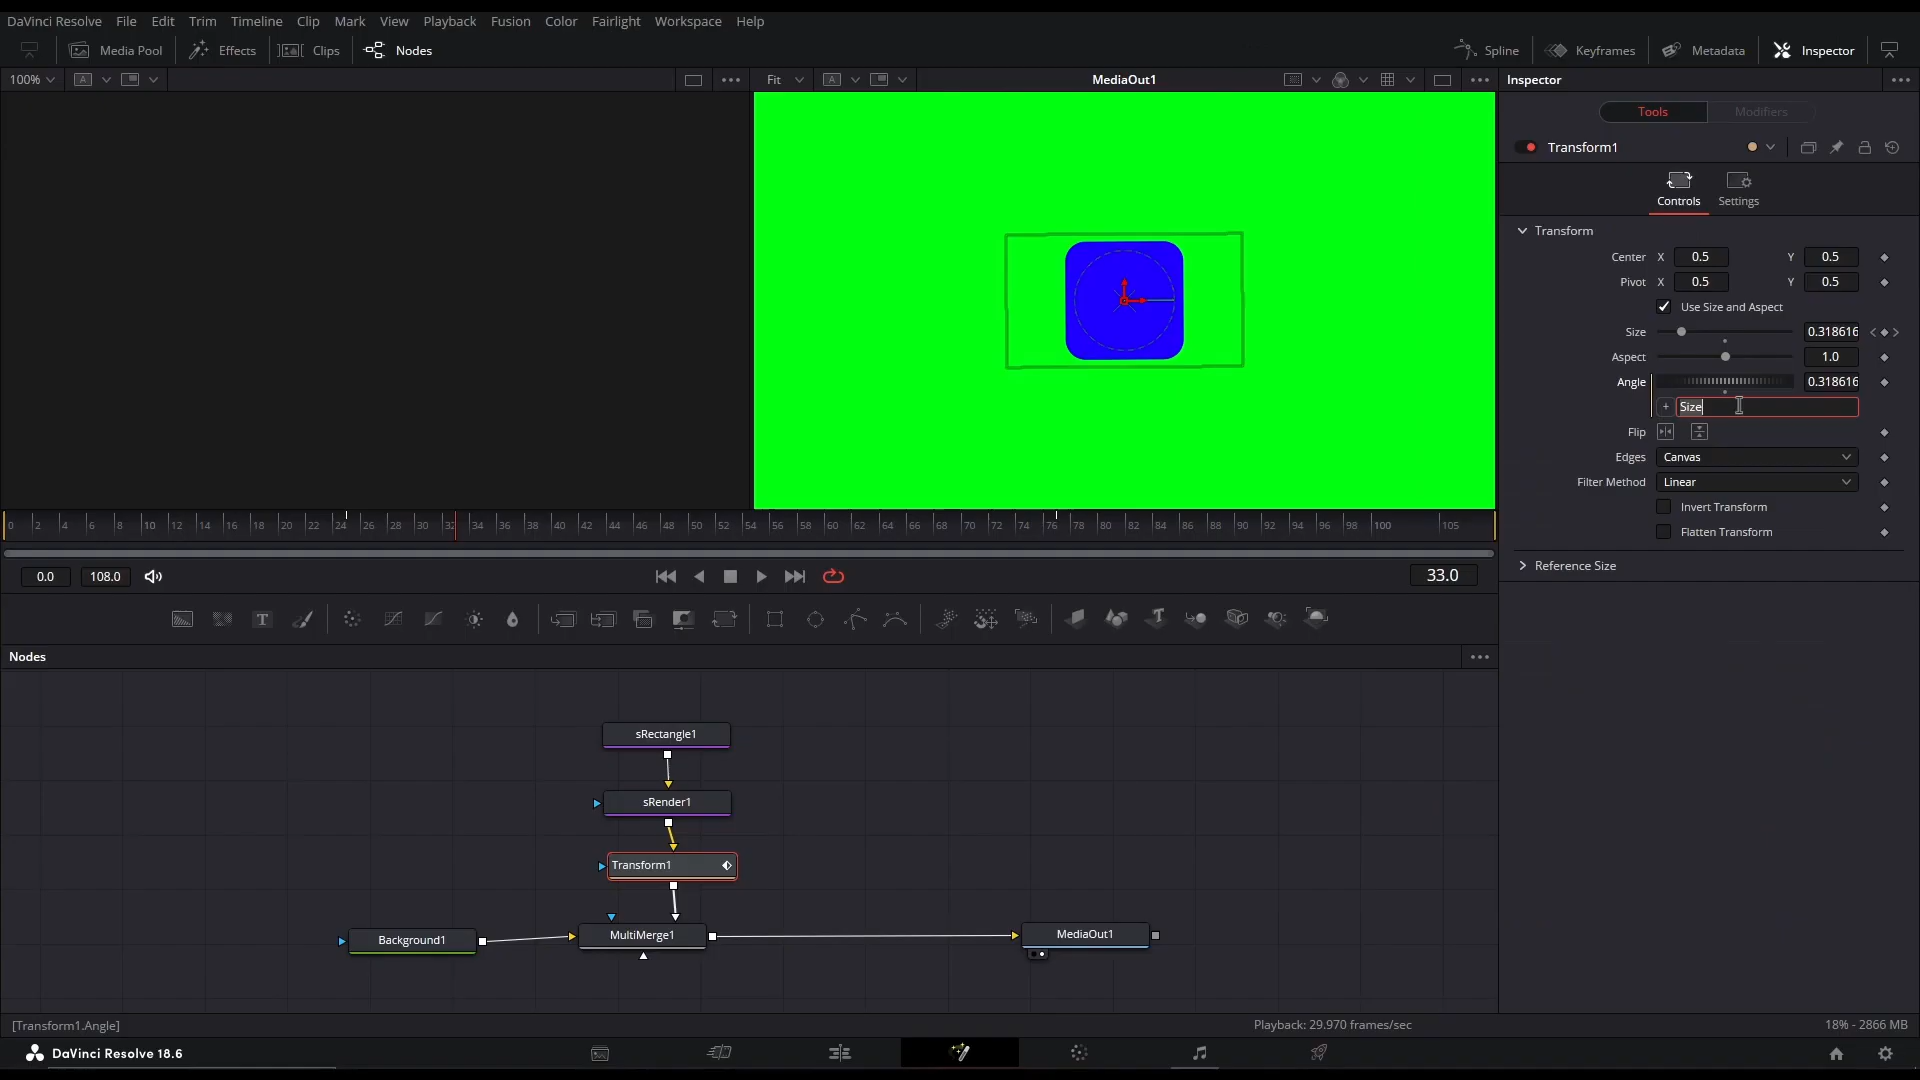 DaVinci Resolve File Edit Trim Timeline Clip Mark View Playback Fusion Color Fairlight Workspace Help
Media Pool Effects Clips Nodes Spline Keyframes Metadata Inspector
100% A Fit A MediaOut1 Inspector
Tools Modifiers
Transform1
Controls Settings
Transform
Center X 0.5 Y 0.5
Pivot X 0.5 Y 0.5
Use Size and Aspect
Size 0.318616
Aspect 1.0
Angle 0.318616
+ Size
Flip
Edges Canvas
Filter Method Linear
Invert Transform
Flatten Transform
Reference Size
0 2 4 6 8 10 12 14 16 18 20 22 24 26 28 30 32 34 36 38 40 42 44 46 48 50 52 54 56 58 60 62 64 66 68 70 72 74 76 78 80 82 84 86 88 90 92 94 96 98 100 105
0.0 108.0 33.0
T T
Nodes
sRectangle1
sRender1
Transform1
Background1 MultiMerge1 MediaOut1
[Transform1.Angle] Playback: 29.970 frames/sec 18% - 2866 MB
DaVinci Resolve 18.6